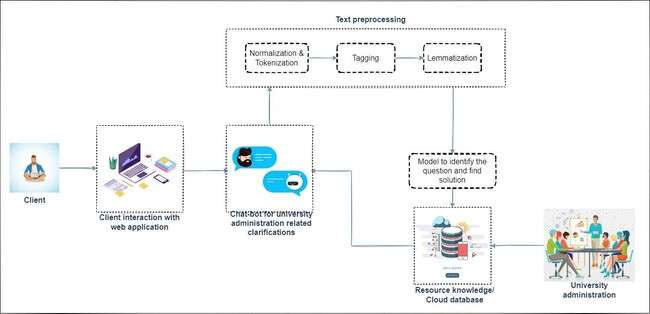 Text preprocessing
Normalization &
Tokenization
Tagging
Lemmatization
Model to identify the
question and find
solution
Client
Client interaction with
web application
Chat-bot for university
administration related
clarifications
Resource knowledge/
Cloud database
University
administration